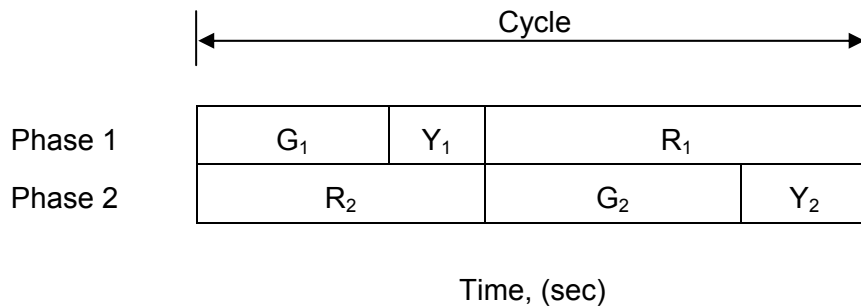 Cycle
Phase 1 G₁ Y₁ R₁
Phase 2 R₂ G₂ Y₂
Time, (sec)